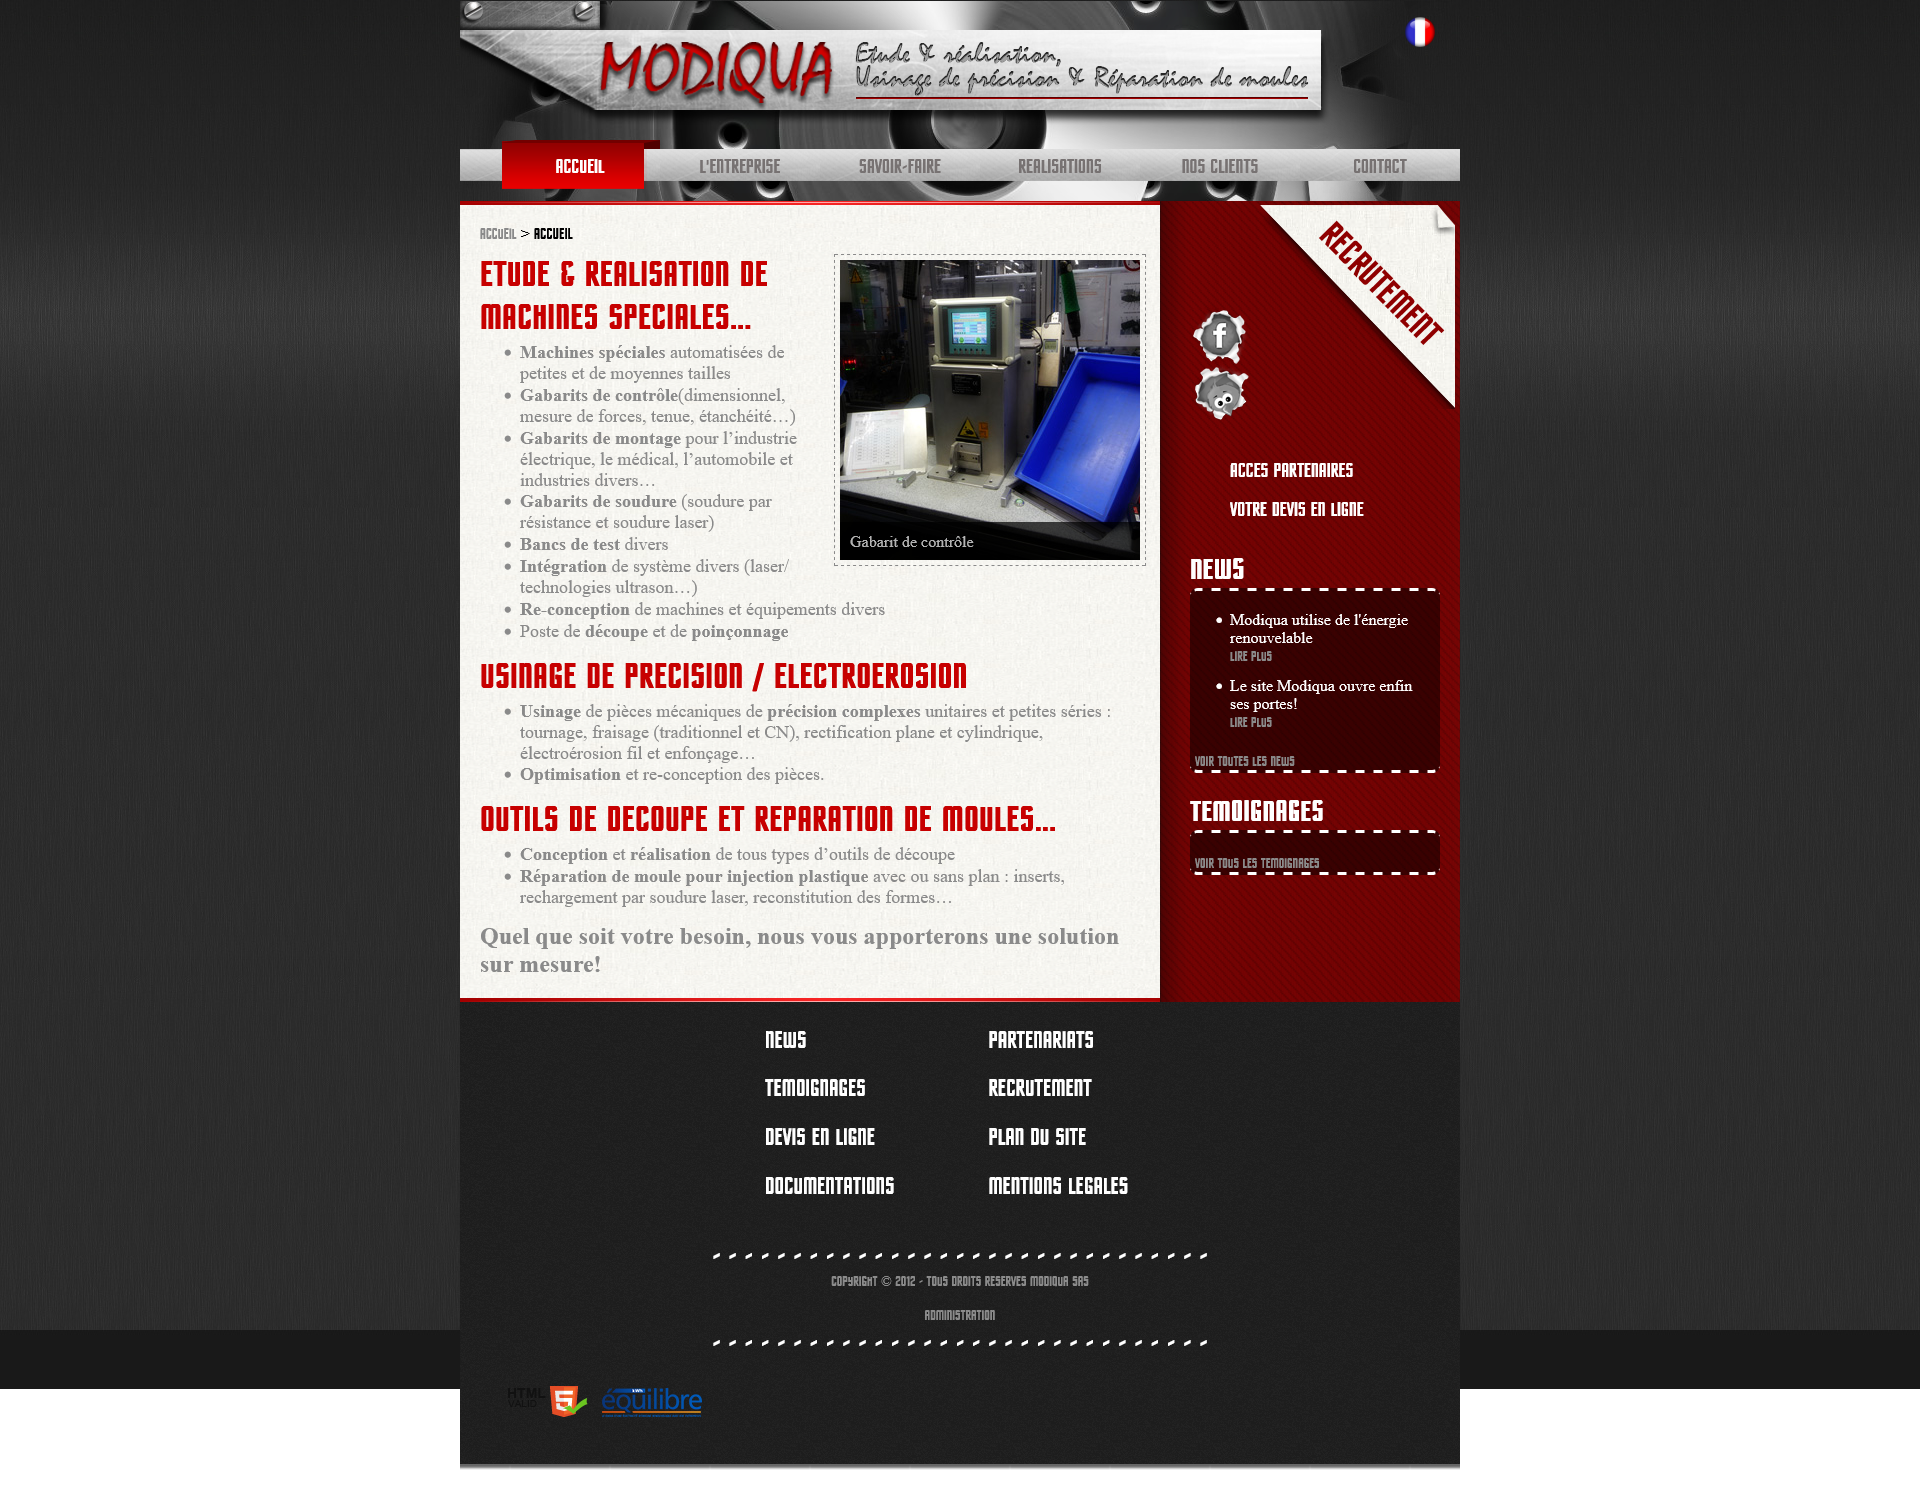 MODIQUA
Etude & réalisation,
Usinage de précision & Réparation de moules
ACCUEIL
L'ENTREPRISE
SAVOIR-FAIRE
REALISATIONS
NOS CLIENTS
CONTACT
ACCUEIL > ACCUEIL
ETUDE & REALISATION DE
MACHINES SPECIALES...
• Machines spéciales automatisées de
petites et de moyennes tailles
• Gabarits de contrôle(dimensionnel,
mesure de forces, tenue, étanchéité…)
• Gabarits de montage pour l’industrie
électrique, le médical, l’automobile et
industries divers…
• Gabarits de soudure (soudure par
résistance et soudure laser)
• Bancs de test divers
• Intégration de système divers (laser/
technologies ultrason…)
• Re-conception de machines et équipements divers
• Poste de découpe et de poinçonnage
Gabarit de contrôle
USINAGE DE PRECISION / ELECTROEROSION
• Usinage de pièces mécaniques de précision complexes unitaires et petites séries :
tournage, fraisage (traditionnel et CN), rectification plane et cylindrique,
électroérosion fil et enfonçage…
• Optimisation et re-conception des pièces.
OUTILS DE DECOUPE ET REPARATION DE MOULES...
• Conception et réalisation de tous types d’outils de découpe
• Réparation de moule pour injection plastique avec ou sans plan : inserts,
rechargement par soudure laser, reconstitution des formes…
Quel que soit votre besoin, nous vous apporterons une solution
sur mesure!
RECRUTEMENT
f
ACCES PARTENAIRES
VOTRE DEVIS EN LIGNE
NEWS
• Modiqua utilise de l'énergie
renouvelable
LIRE PLUS
• Le site Modiqua ouvre enfin
ses portes!
LIRE PLUS
VOIR TOUTES LES NEWS
TEMOIGNAGES
VOIR TOUS LES TEMOIGNAGES
NEWS
TEMOIGNAGES
DEVIS EN LIGNE
DOCUMENTATIONS
PARTENARIATS
RECRUTEMENT
PLAN DU SITE
MENTIONS LEGALES
COPYRIGHT © 2012 - TOUS DROITS RESERVES MODIQUA SAS
ADMINISTRATION
HTML
VALID
5
équilibre